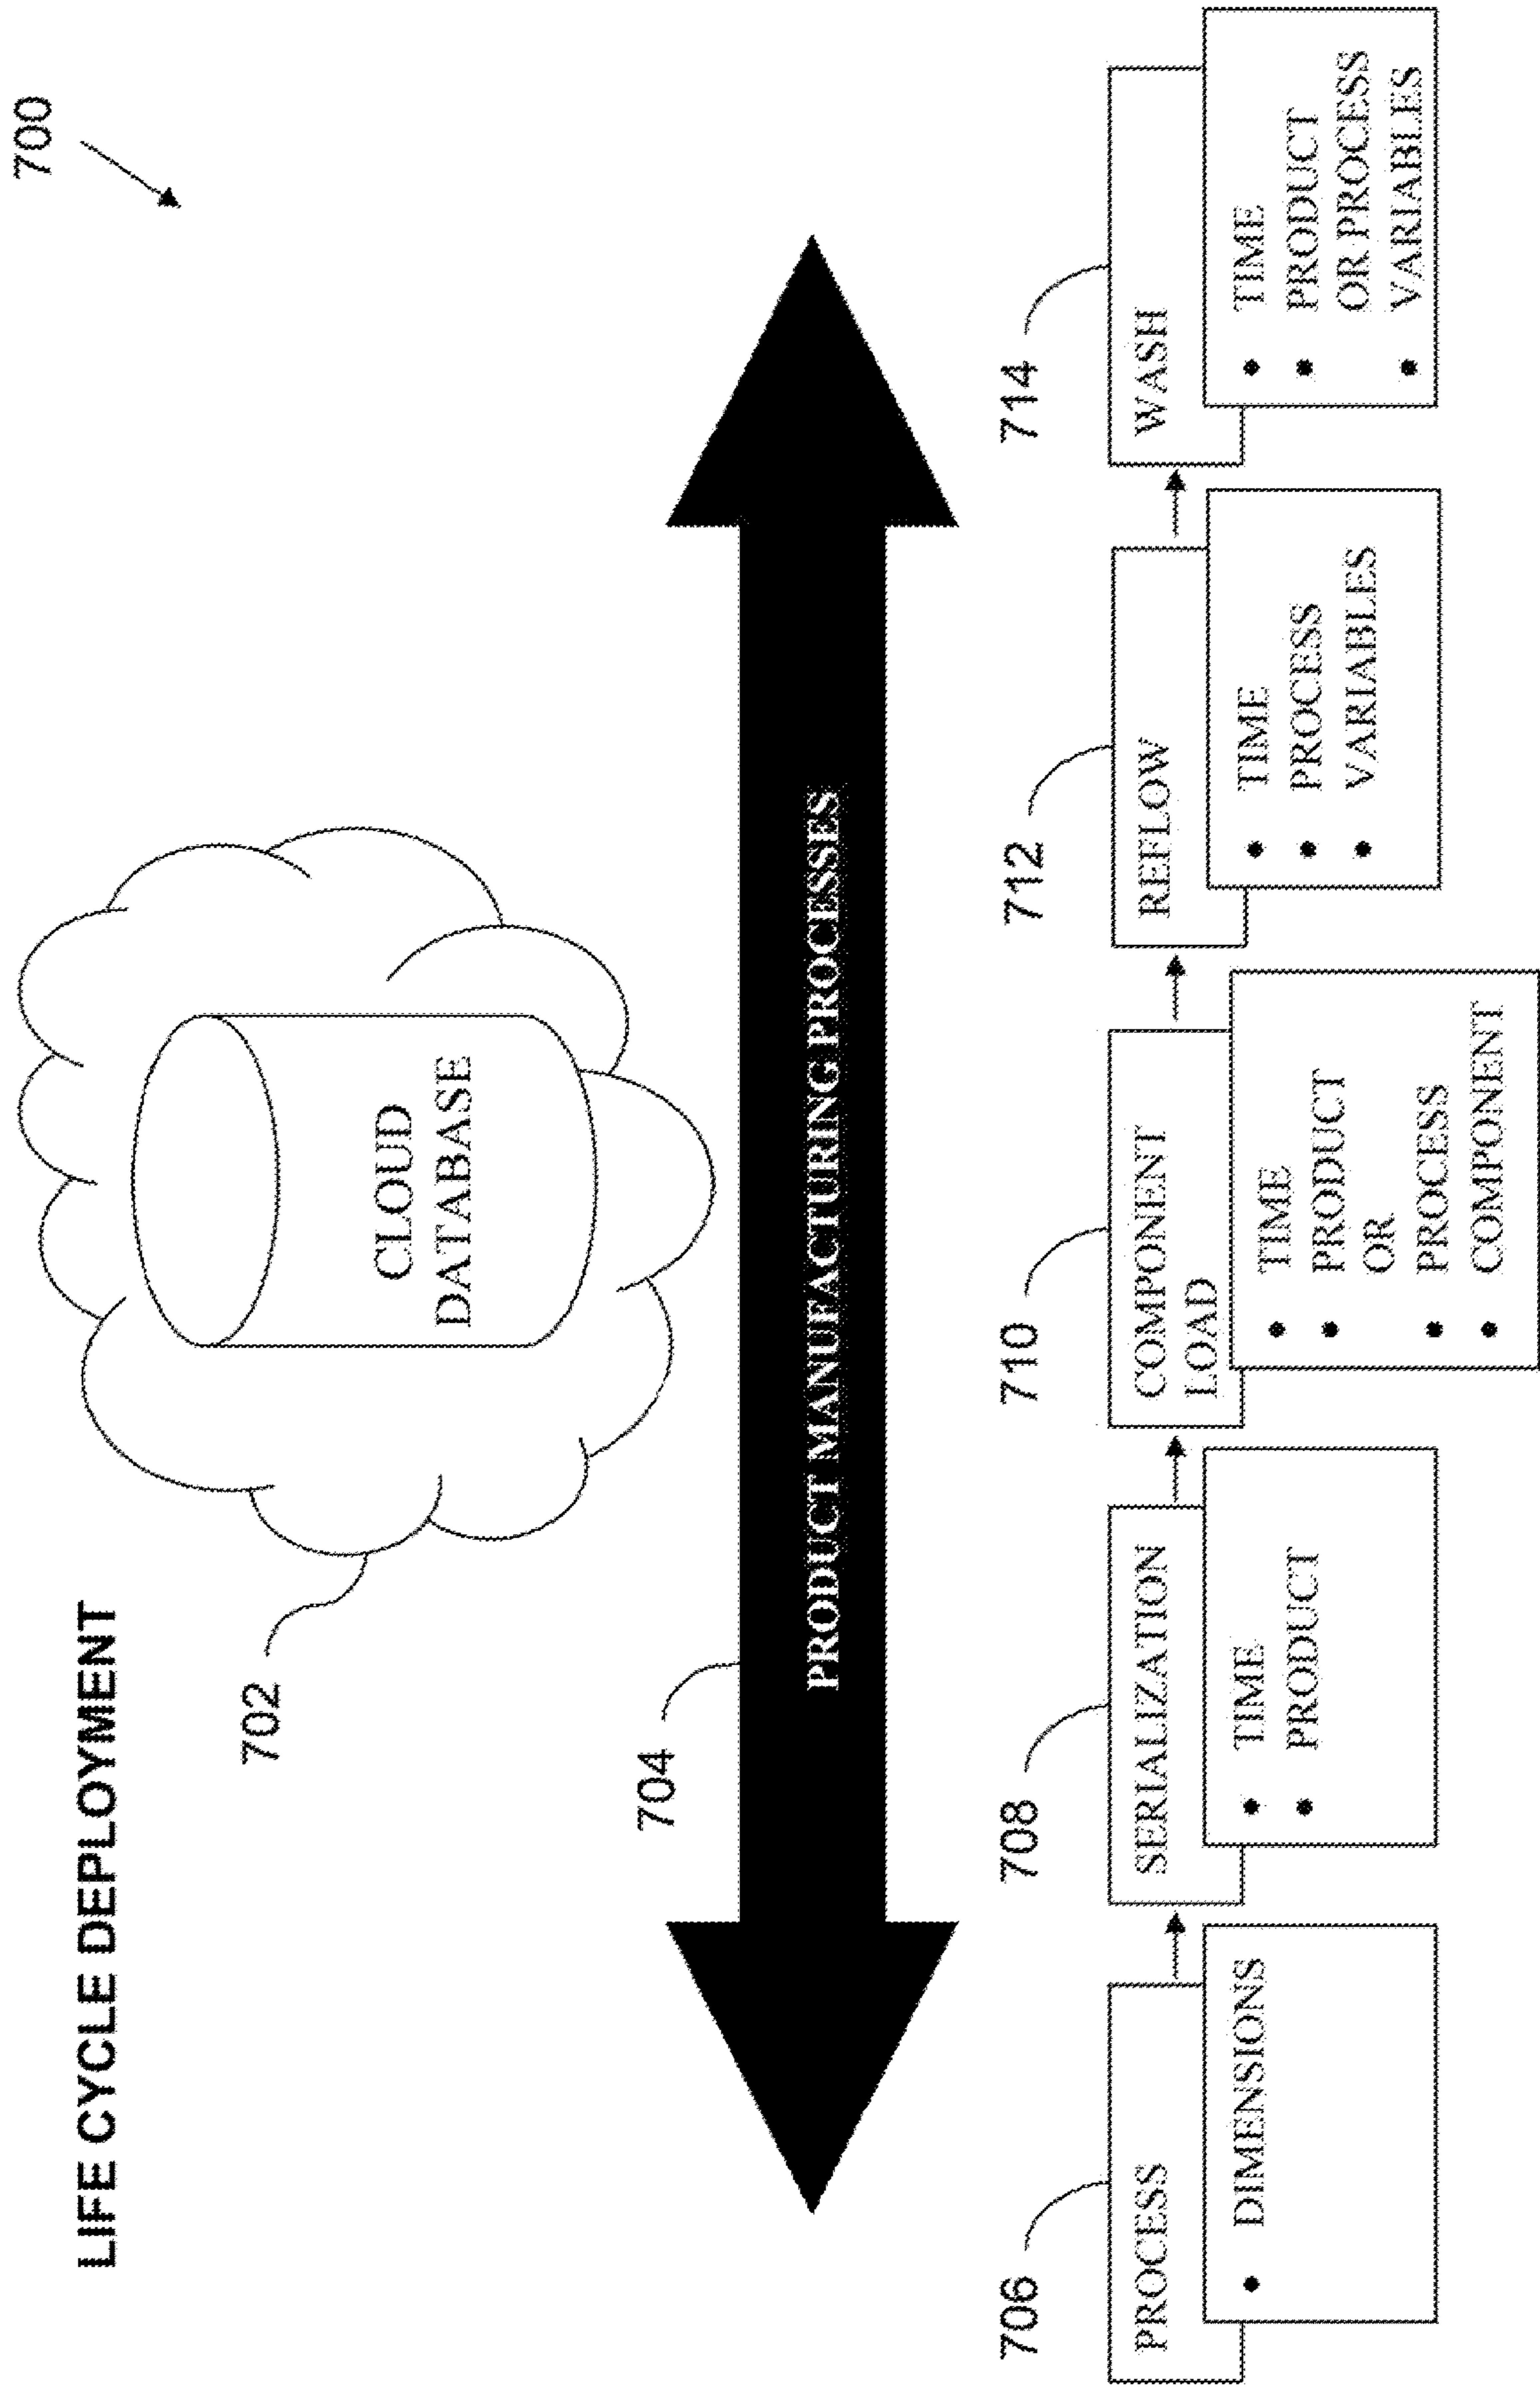 LIFE CYCLE DEPLOYMENT
700
702
CLOUD
DATABASE
704
PRODUCT MANUFACTURING PROCESSES
706
PROCESS
• DIMENSIONS
708
SERIALIZATION
• TIME
• PRODUCT
710
COMPONENT
LOAD
• TIME
• PRODUCT
OR
• PROCESS
• COMPONENT
712
REFLOW
• TIME
• PROCESS
• VARIABLES
714
WASH
• TIME
• PRODUCT
OR PROCESS
• VARIABLES